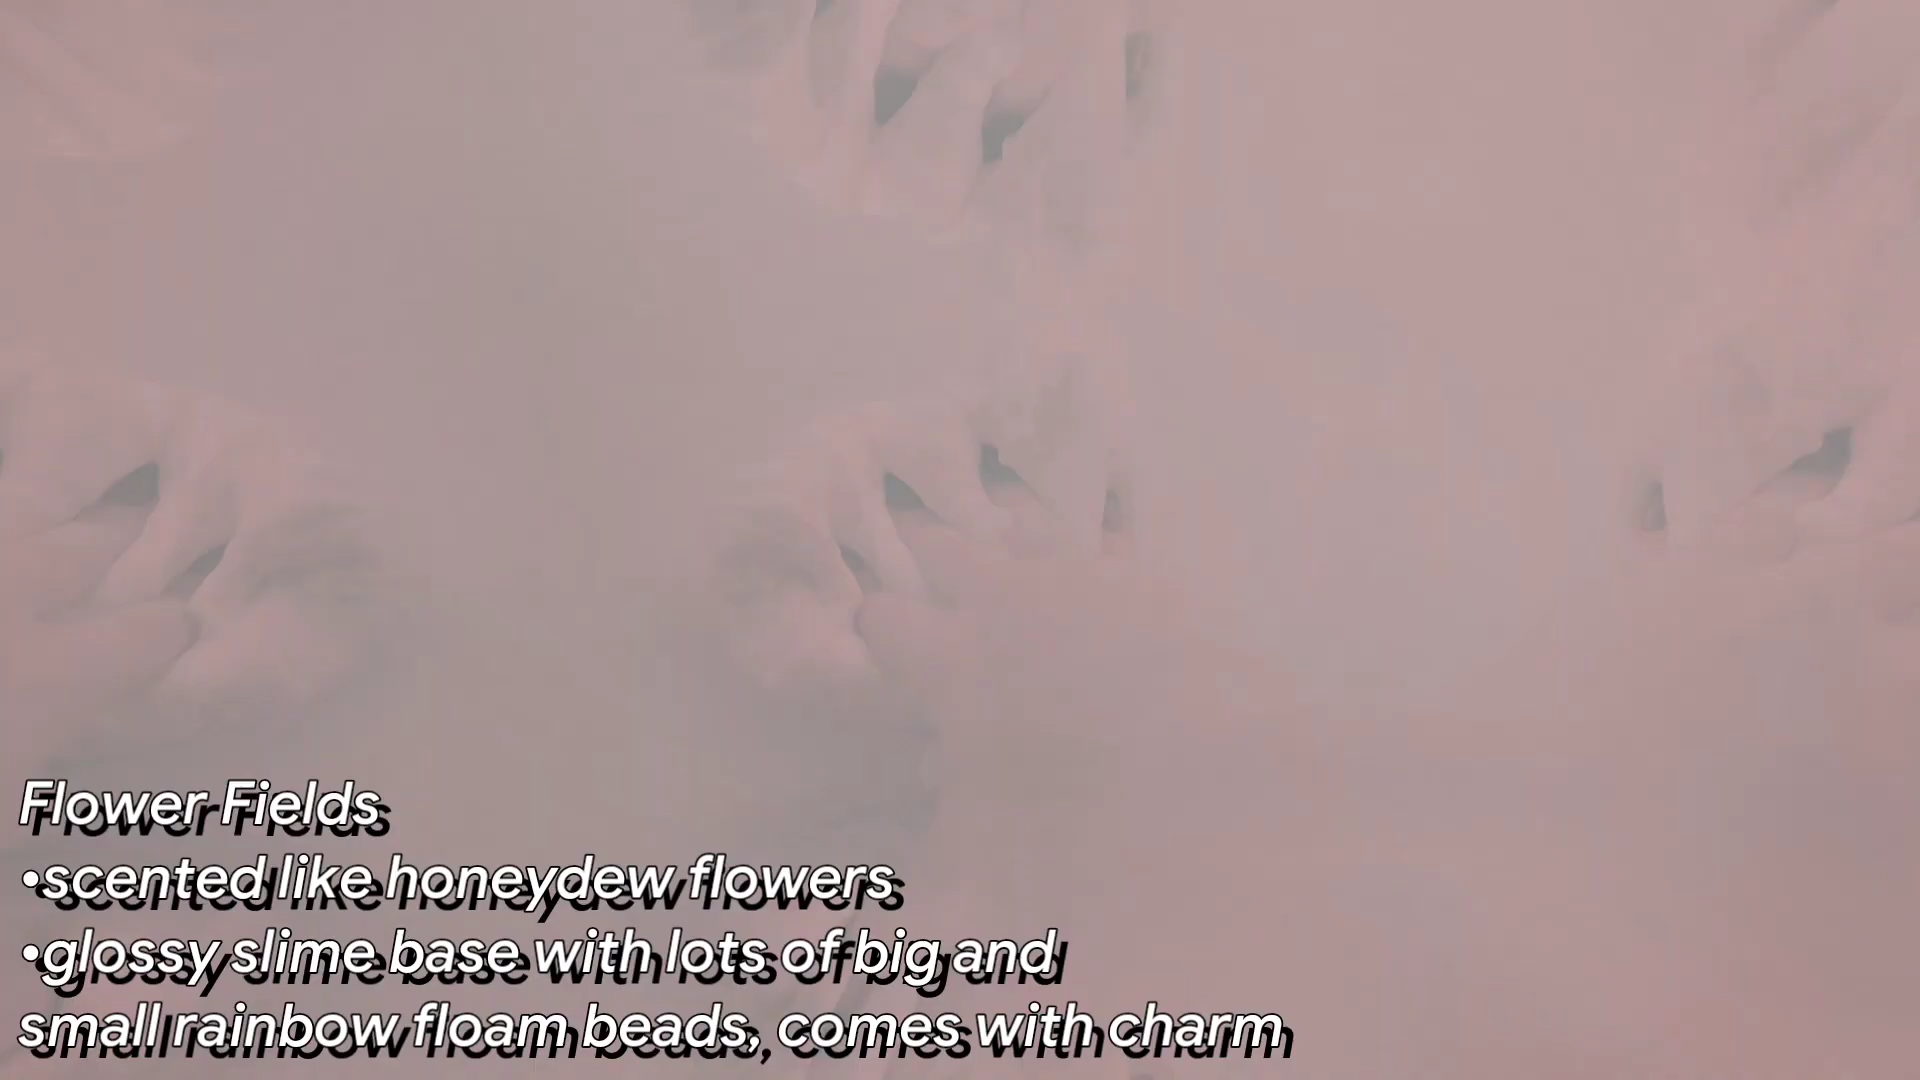 Flower Fields
•scented like honeydew flowers
•glossy slime base with lots of big and
small rainbow floam beads, comes with charm